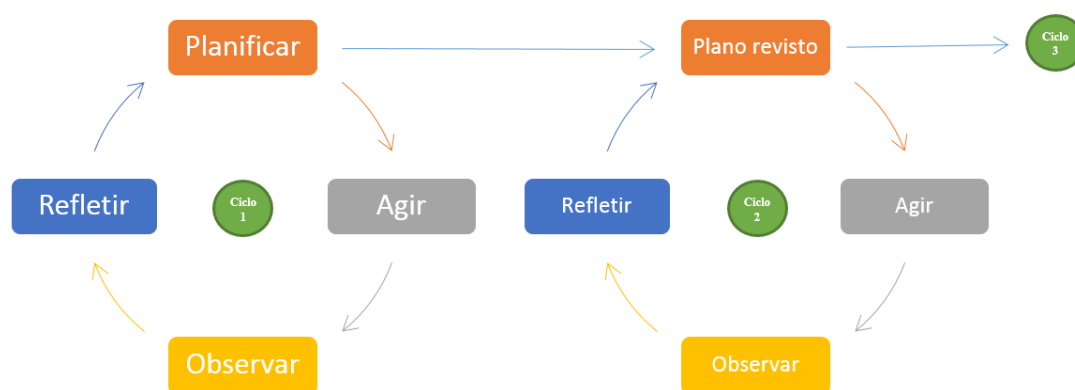 Planificar
Plano revisto
Ciclo
3
Refletir
Ciclo
1
Agir
Refletir
Ciclo
2
Agir
Observar
Observar